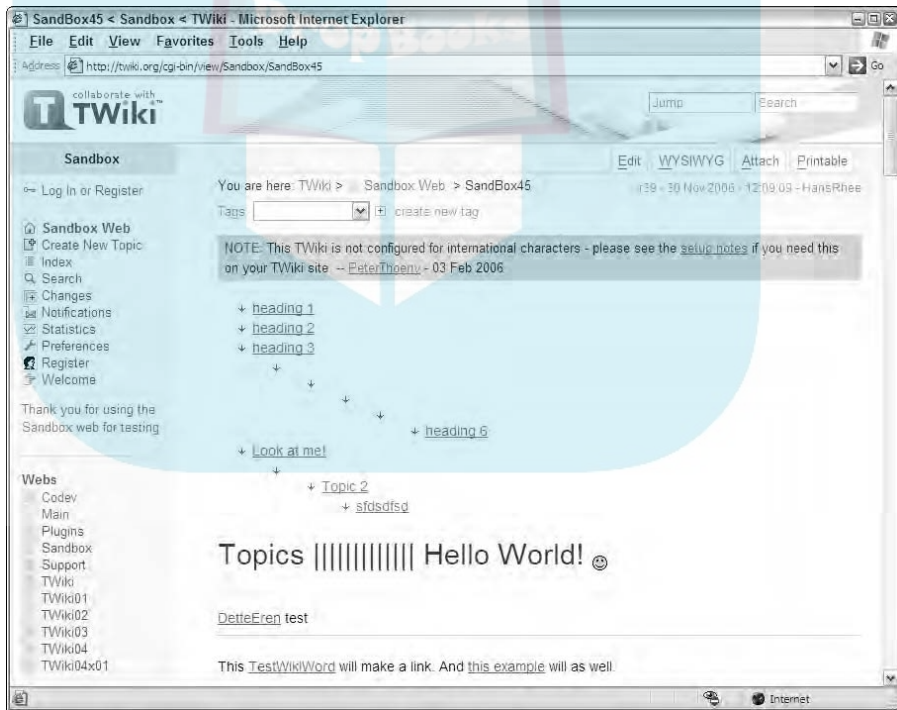 SandBox45 < Sandbox < TWiki - Microsoft Internet Explorer
File Edit View Favorites Tools Help
Address http://twiki.org/cgi-bin/view/Sandbox/SandBox45 Go
collaborate with
TWiki™
Jump Search
Sandbox
Edit WYSIWYG Attach Printable
Log In or Register
You are here: TWiki > Sandbox Web > SandBox45
r39 - 30 Nov 2006 - 12:09:09 - HansRhee
Tags create new tag
Sandbox Web
Create New Topic
Index
Search
Changes
Notifications
Statistics
Preferences
Register
Welcome
NOTE: This TWiki is not configured for international characters - please see the setup notes if you need this
on your TWiki site -- PeterThoeny - 03 Feb 2006
heading 1
heading 2
heading 3
heading 6
Look at me!
Topic 2
sfdsdfsd
Thank you for using the
Sandbox web for testing
Webs
Codev
Main
Plugins
Sandbox
Support
TWiki
TWiki01
TWiki02
TWiki03
TWiki04
TWiki04x01
Topics ||||||||||||| Hello World!
DetteEren test
This TestWikiWord will make a link. And this example will as well.
Internet